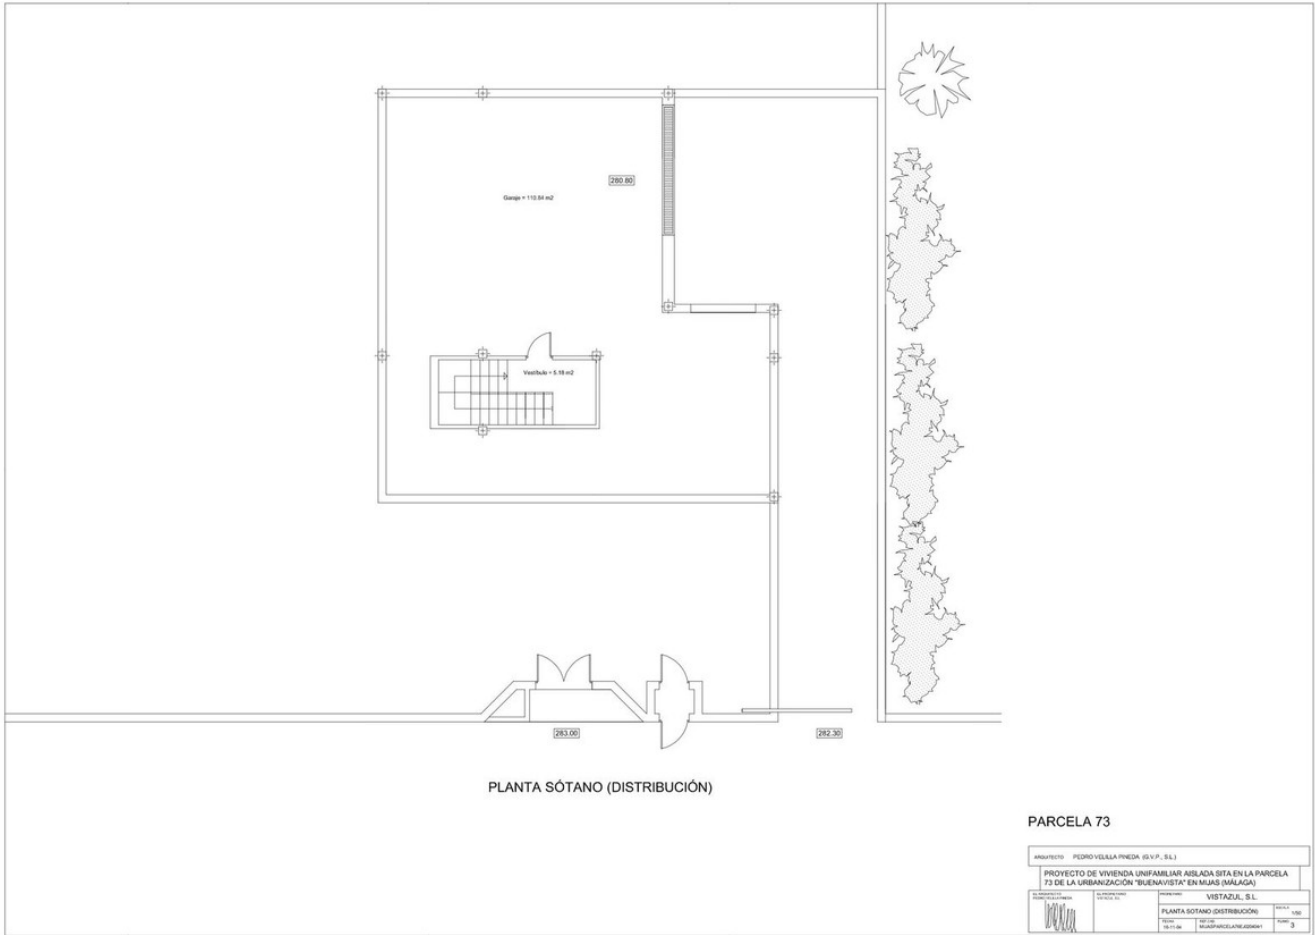 280.80
Garaje = 110.84 m2
Vestíbulo = 5.18 m2
283.00
282.30
PLANTA SÓTANO (DISTRIBUCIÓN)
PARCELA 73
ARQUITECTO PEDRO VELILLA PINEDA (G.V.P., S.L.)
PROYECTO DE VIVIENDA UNIFAMILIAR AISLADA SITA EN LA PARCELA
73 DE LA URBANIZACIÓN "BUENAVISTA" EN MIJAS (MÁLAGA)
VISTAZUL, S.L.
PLANTA SOTANO (DISTRIBUCIÓN)
1/50
3